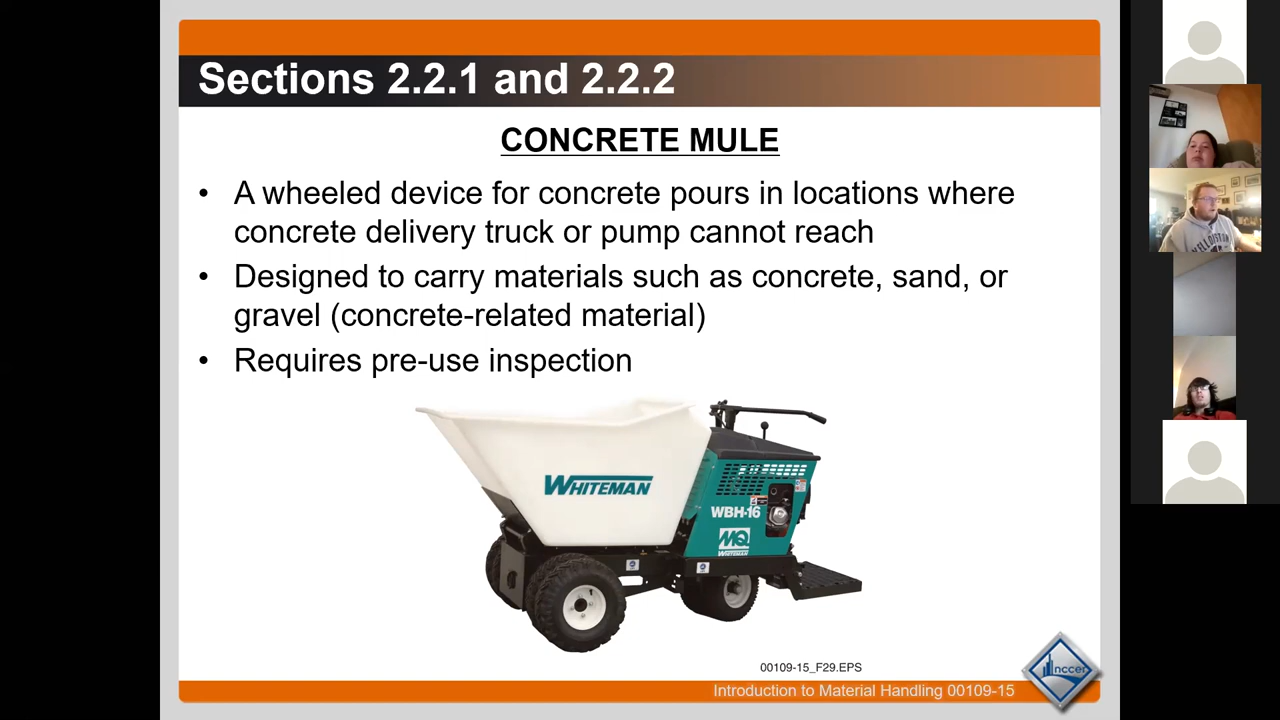 Sections 2.2.1 and 2.2.2
CONCRETE MULE
• A wheeled device for concrete pours in locations where
concrete delivery truck or pump cannot reach
• Designed to carry materials such as concrete, sand, or
gravel (concrete-related material)
• Requires pre-use inspection
WHITEMAN
WBH-16
MQ
WHITEMAN
00109-15_F29.EPS
Introduction to Material Handling 00109-15
nccer